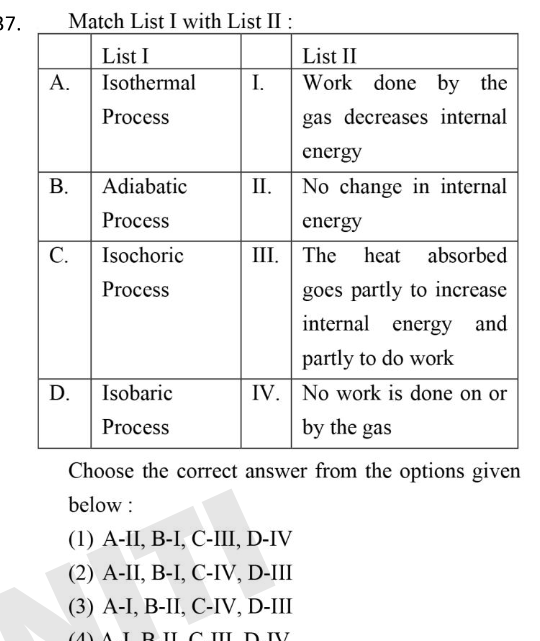 37. Match List I with List II :
List I List II
A. Isothermal Process I. Work done by the gas decreases internal energy
B. Adiabatic Process II. No change in internal energy
C. Isochoric Process III. The heat absorbed goes partly to increase internal energy and partly to do work
D. Isobaric Process IV. No work is done on or by the gas
Choose the correct answer from the options given
below :
(1) A-II, B-I, C-III, D-IV
(2) A-II, B-I, C-IV, D-III
(3) A-I, B-II, C-IV, D-III
(4) A-I, B-II, C-III, D-IV